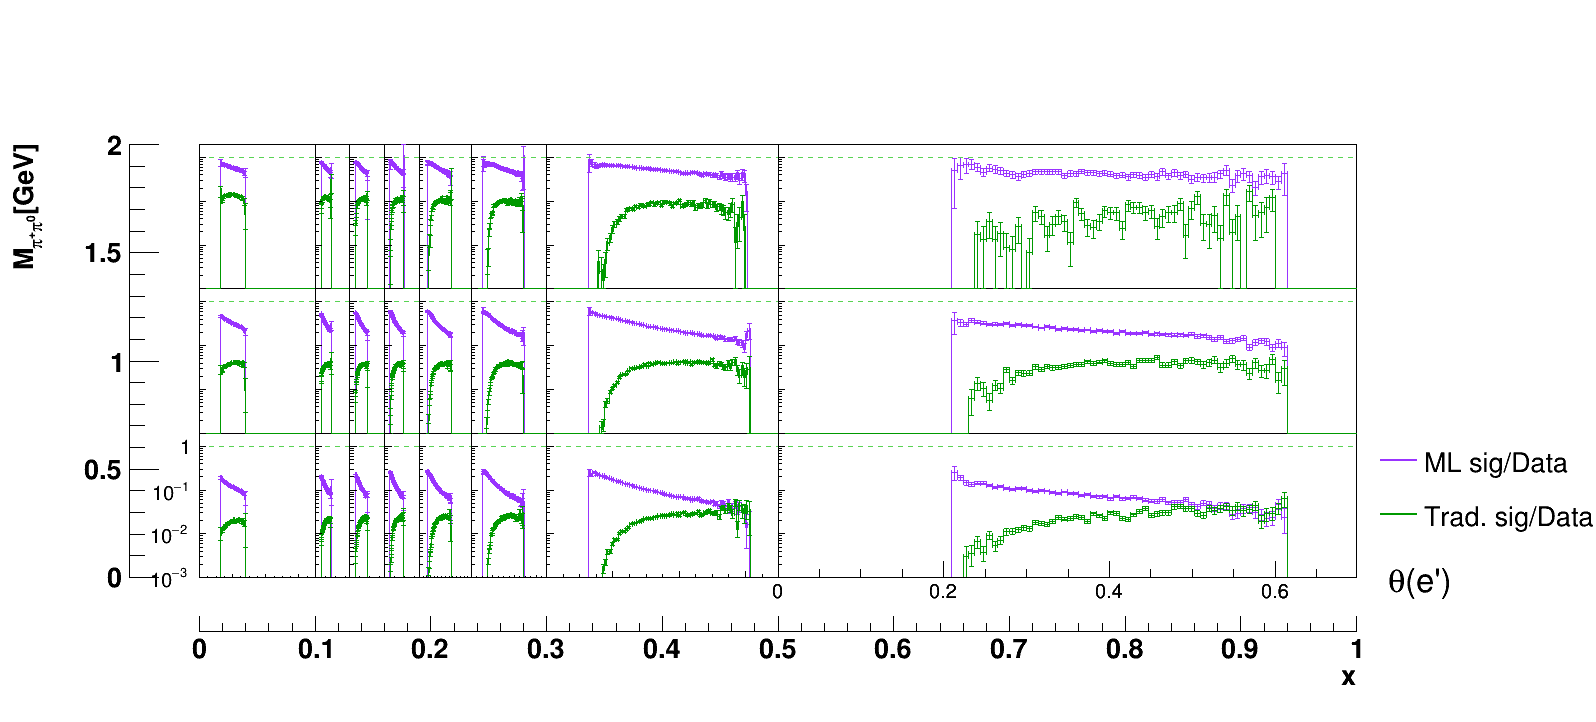 M_{π⁺π⁰}[GeV]
2
1.5
1
0.5
0
1
10⁻¹
10⁻²
10⁻³
0 0.2 0.4 0.6
θ(e')
0 0.1 0.2 0.3 0.4 0.5 0.6 0.7 0.8 0.9 1
x
ML sig/Data
Trad. sig/Data